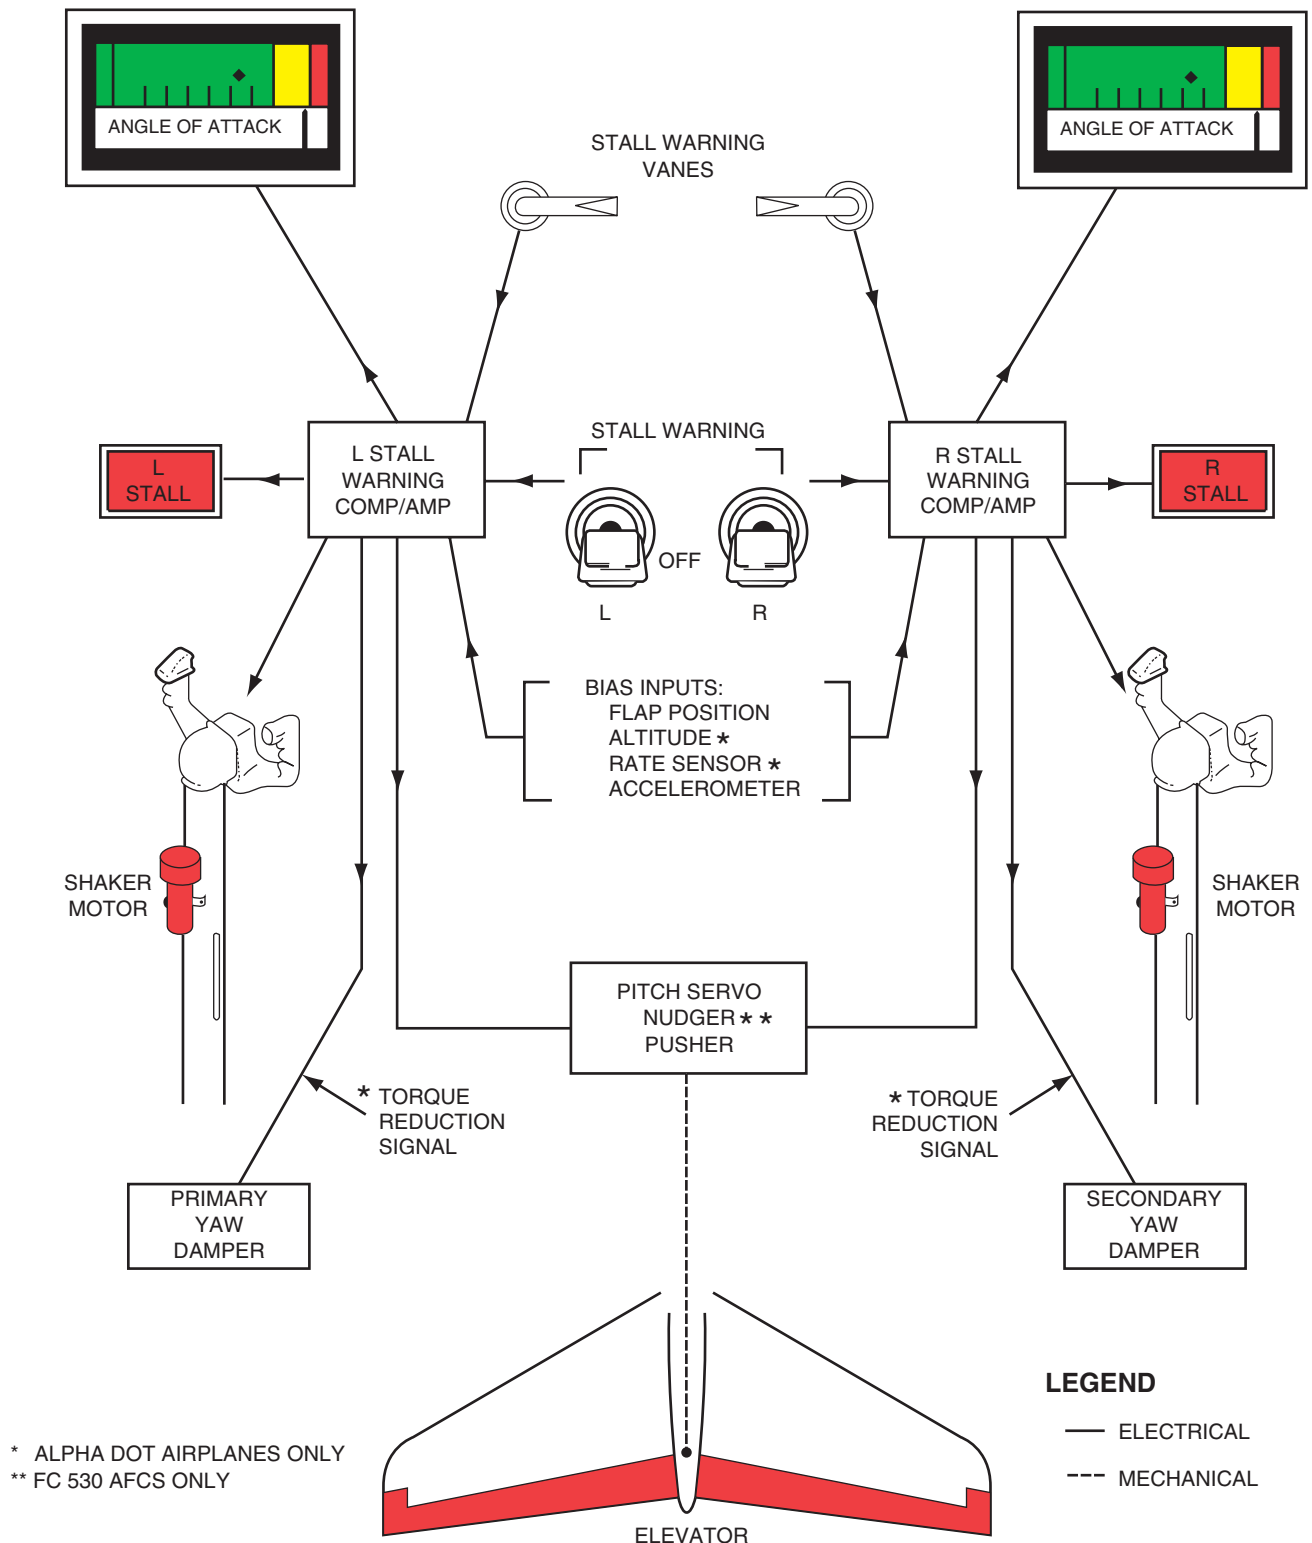 ANGLE OF ATTACK
ANGLE OF ATTACK
STALL WARNING
VANES
L
STALL
L STALL
WARNING
COMP/AMP
STALL WARNING
OFF
L
R
R STALL
WARNING
COMP/AMP
R
STALL
BIAS INPUTS:
FLAP POSITION
ALTITUDE *
RATE SENSOR *
ACCELEROMETER
SHAKER
MOTOR
SHAKER
MOTOR
PITCH SERVO
NUDGER * *
PUSHER
* TORQUE
REDUCTION
SIGNAL
* TORQUE
REDUCTION
SIGNAL
PRIMARY
YAW
DAMPER
SECONDARY
YAW
DAMPER
LEGEND
ELECTRICAL
MECHANICAL
* ALPHA DOT AIRPLANES ONLY
** FC 530 AFCS ONLY
ELEVATOR